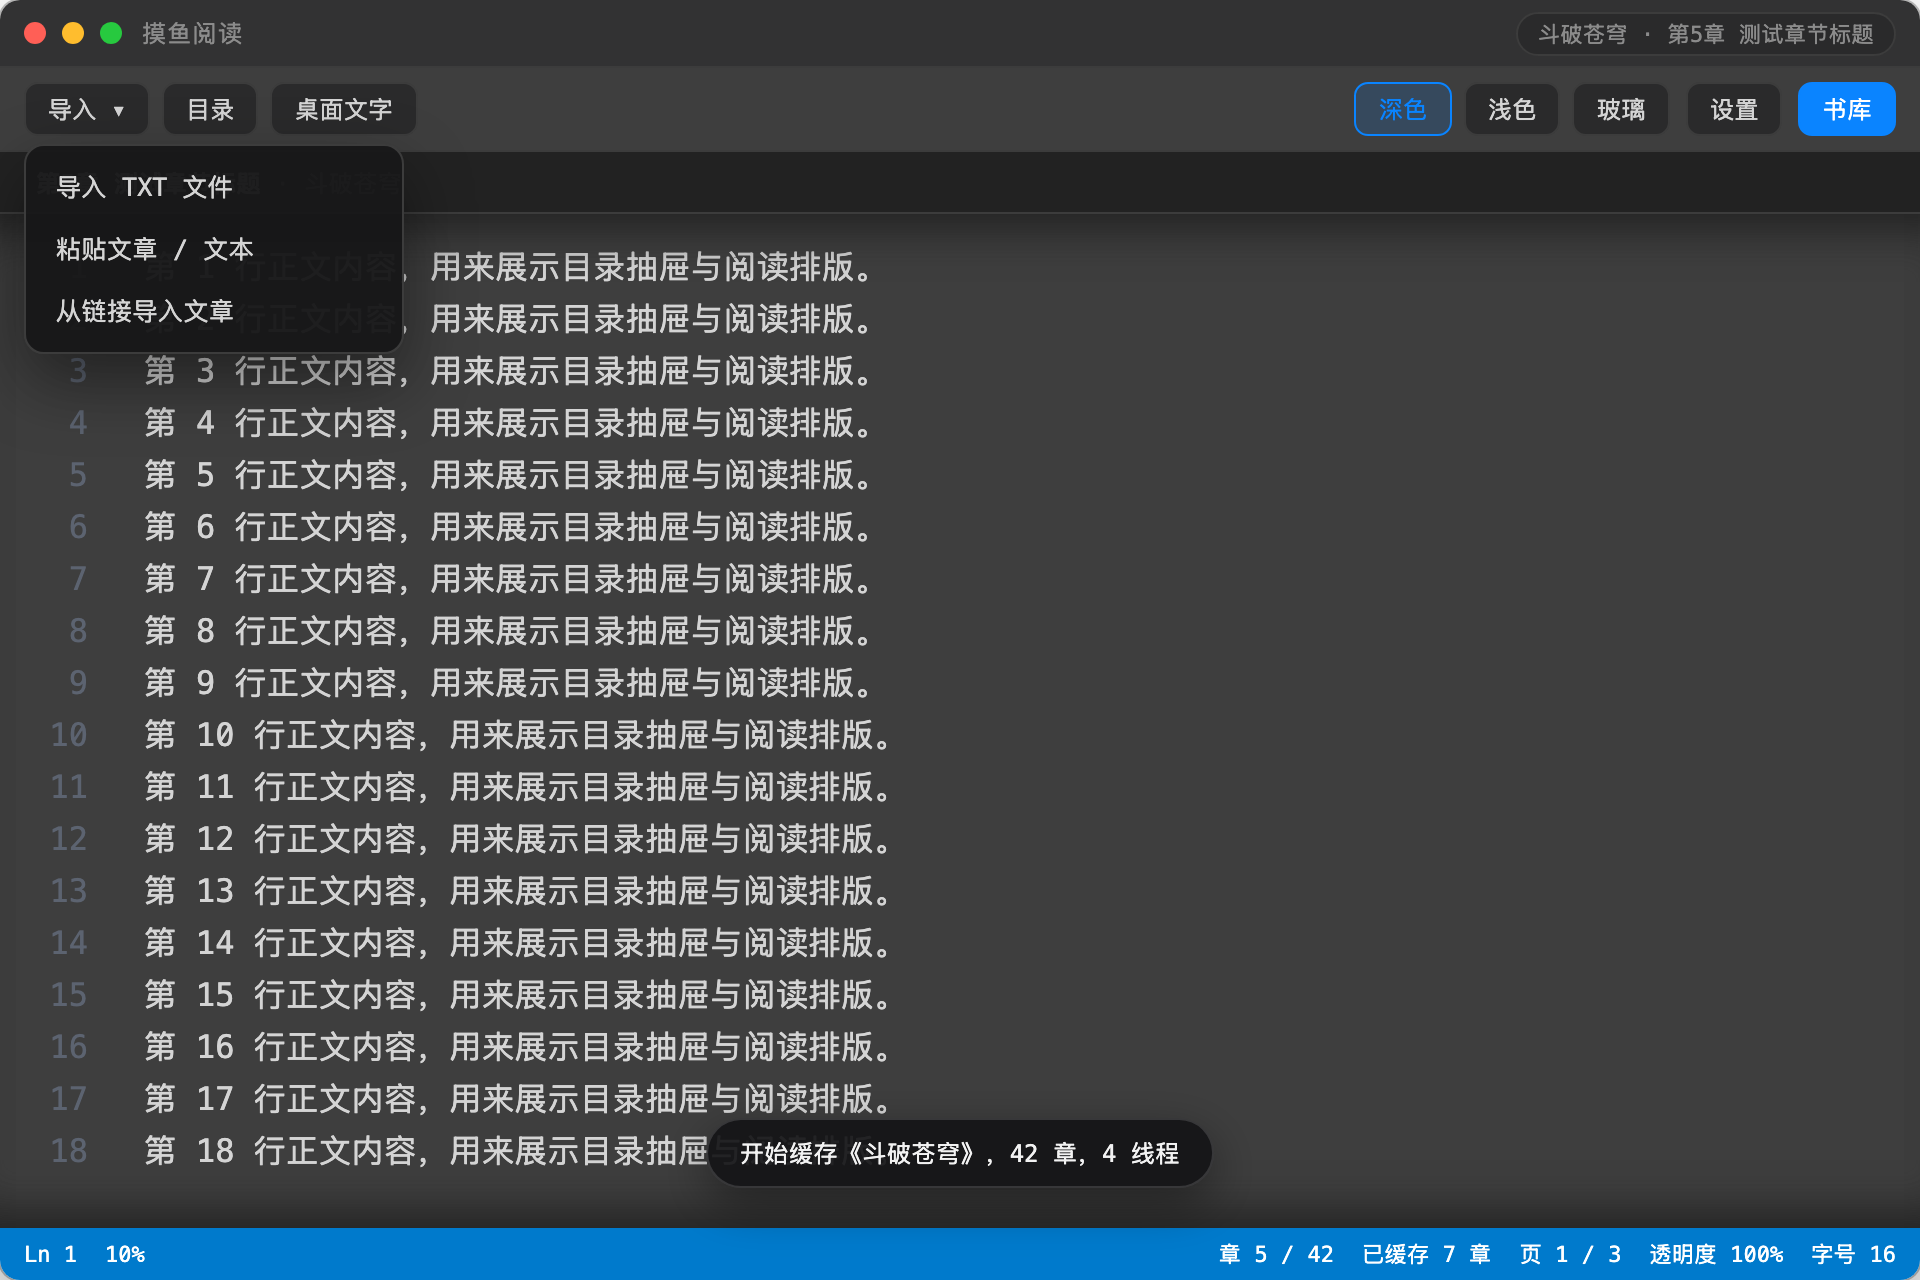 摸鱼阅读
斗破苍穹 · 第5章 测试章节标题
导入 ▼ 目录 桌面文字 深色 浅色 玻璃 设置 书库
导入 TXT 文件
粘贴文章 / 文本
从链接导入文章
第 1 行正文内容，用来展示目录抽屉与阅读排版。
2 行正文内容，用来展示目录抽屉与阅读排版。
3 第 3 行正文内容，用来展示目录抽屉与阅读排版。
4 第 4 行正文内容，用来展示目录抽屉与阅读排版。
5 第 5 行正文内容，用来展示目录抽屉与阅读排版。
6 第 6 行正文内容，用来展示目录抽屉与阅读排版。
7 第 7 行正文内容，用来展示目录抽屉与阅读排版。
8 第 8 行正文内容，用来展示目录抽屉与阅读排版。
9 第 9 行正文内容，用来展示目录抽屉与阅读排版。
10 第 10 行正文内容，用来展示目录抽屉与阅读排版。
11 第 11 行正文内容，用来展示目录抽屉与阅读排版。
12 第 12 行正文内容，用来展示目录抽屉与阅读排版。
13 第 13 行正文内容，用来展示目录抽屉与阅读排版。
14 第 14 行正文内容，用来展示目录抽屉与阅读排版。
15 第 15 行正文内容，用来展示目录抽屉与阅读排版。
16 第 16 行正文内容，用来展示目录抽屉与阅读排版。
17 第 17 行正文内容，用来展示目录抽屉与阅读排版。
18 第 18 行正文内容，用来展示目录抽屉
开始缓存《斗破苍穹》，42 章，4 线程
Ln 1 10% 章 5 / 42 已缓存 7 章 页 1 / 3 透明度 100% 字号 16